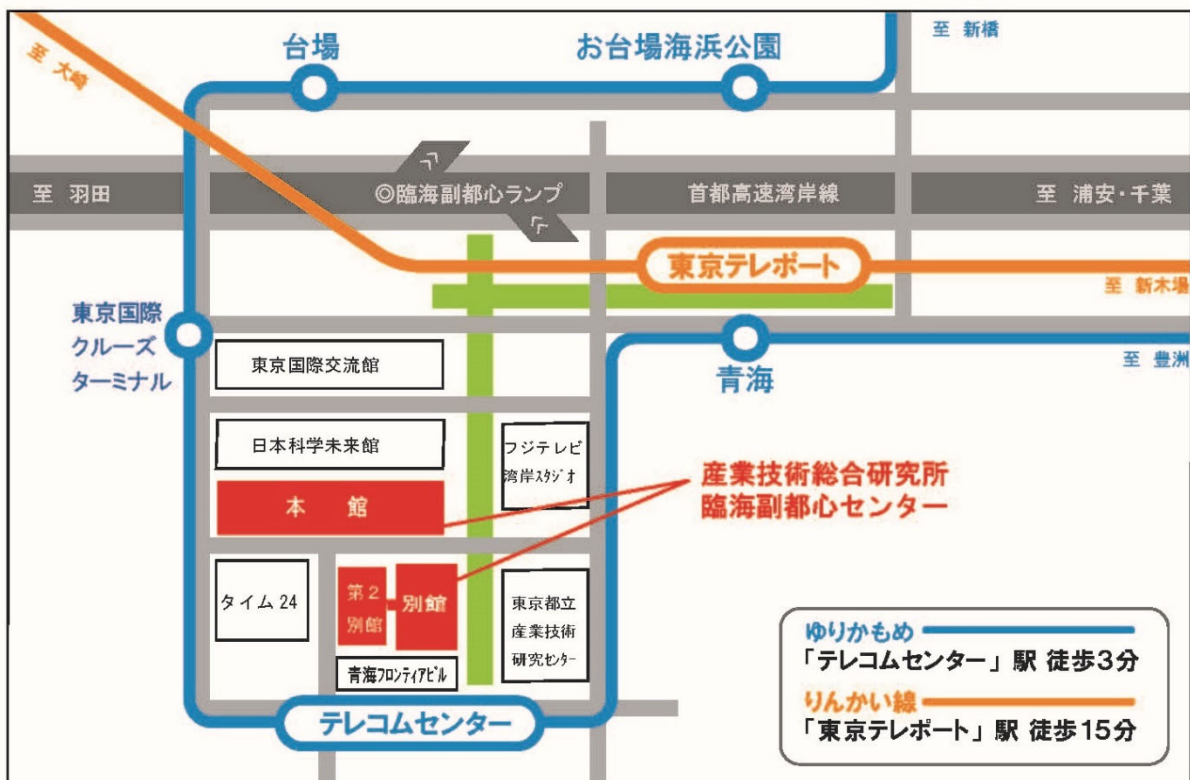 至 新橋
台場
お台場海浜公園
至 大崎
至 羽田
◎臨海副都心ランプ
首都高速湾岸線
至 浦安・千葉
東京テレポート
至 新木場
東京国際
クルーズ
ターミナル
青海
至 豊洲
東京国際交流館
日本科学未来館
フジテレビ
湾岸スタジオ
本 館
産業技術総合研究所
臨海副都心センター
タイム24
第2
別館
別館
東京都立
産業技術
研究センター
青海フロンティアビル
テレコムセンター
ゆりかもめ
「テレコムセンター」駅 徒歩3分
りんかい線
「東京テレポート」駅 徒歩15分